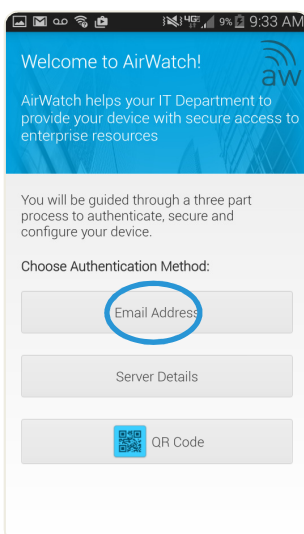 4G 9% 9:33 AM
Welcome to AirWatch!
aw
AirWatch helps your IT Department to
provide your device with secure access to
enterprise resources
You will be guided through a three part
process to authenticate, secure and
configure your device.
Choose Authentication Method:
Email Address
Server Details
QR Code